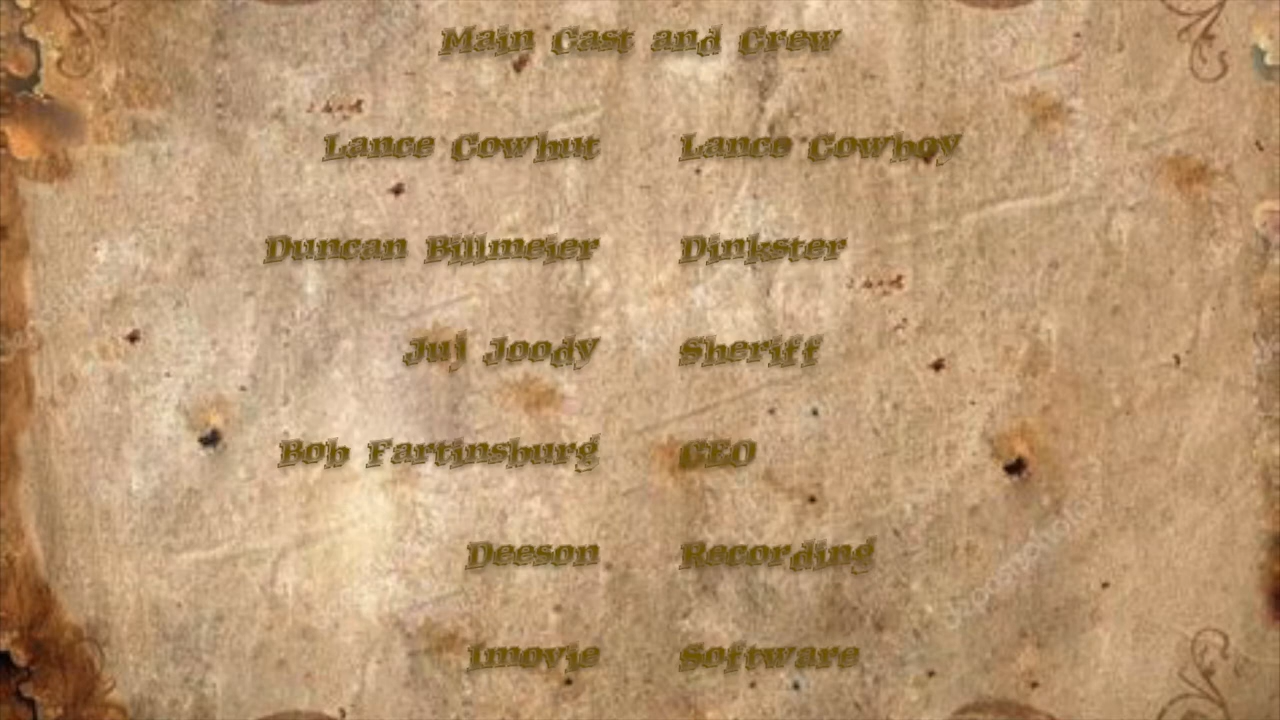 Main Cast and Crew
Lance Cowhut Lance Cowboy
Duncan Billmeier Dinkster
Juj Joody Sheriff
Bob Fartinsburg CEO
Deeson Recording
Imovie Software
depositphotos